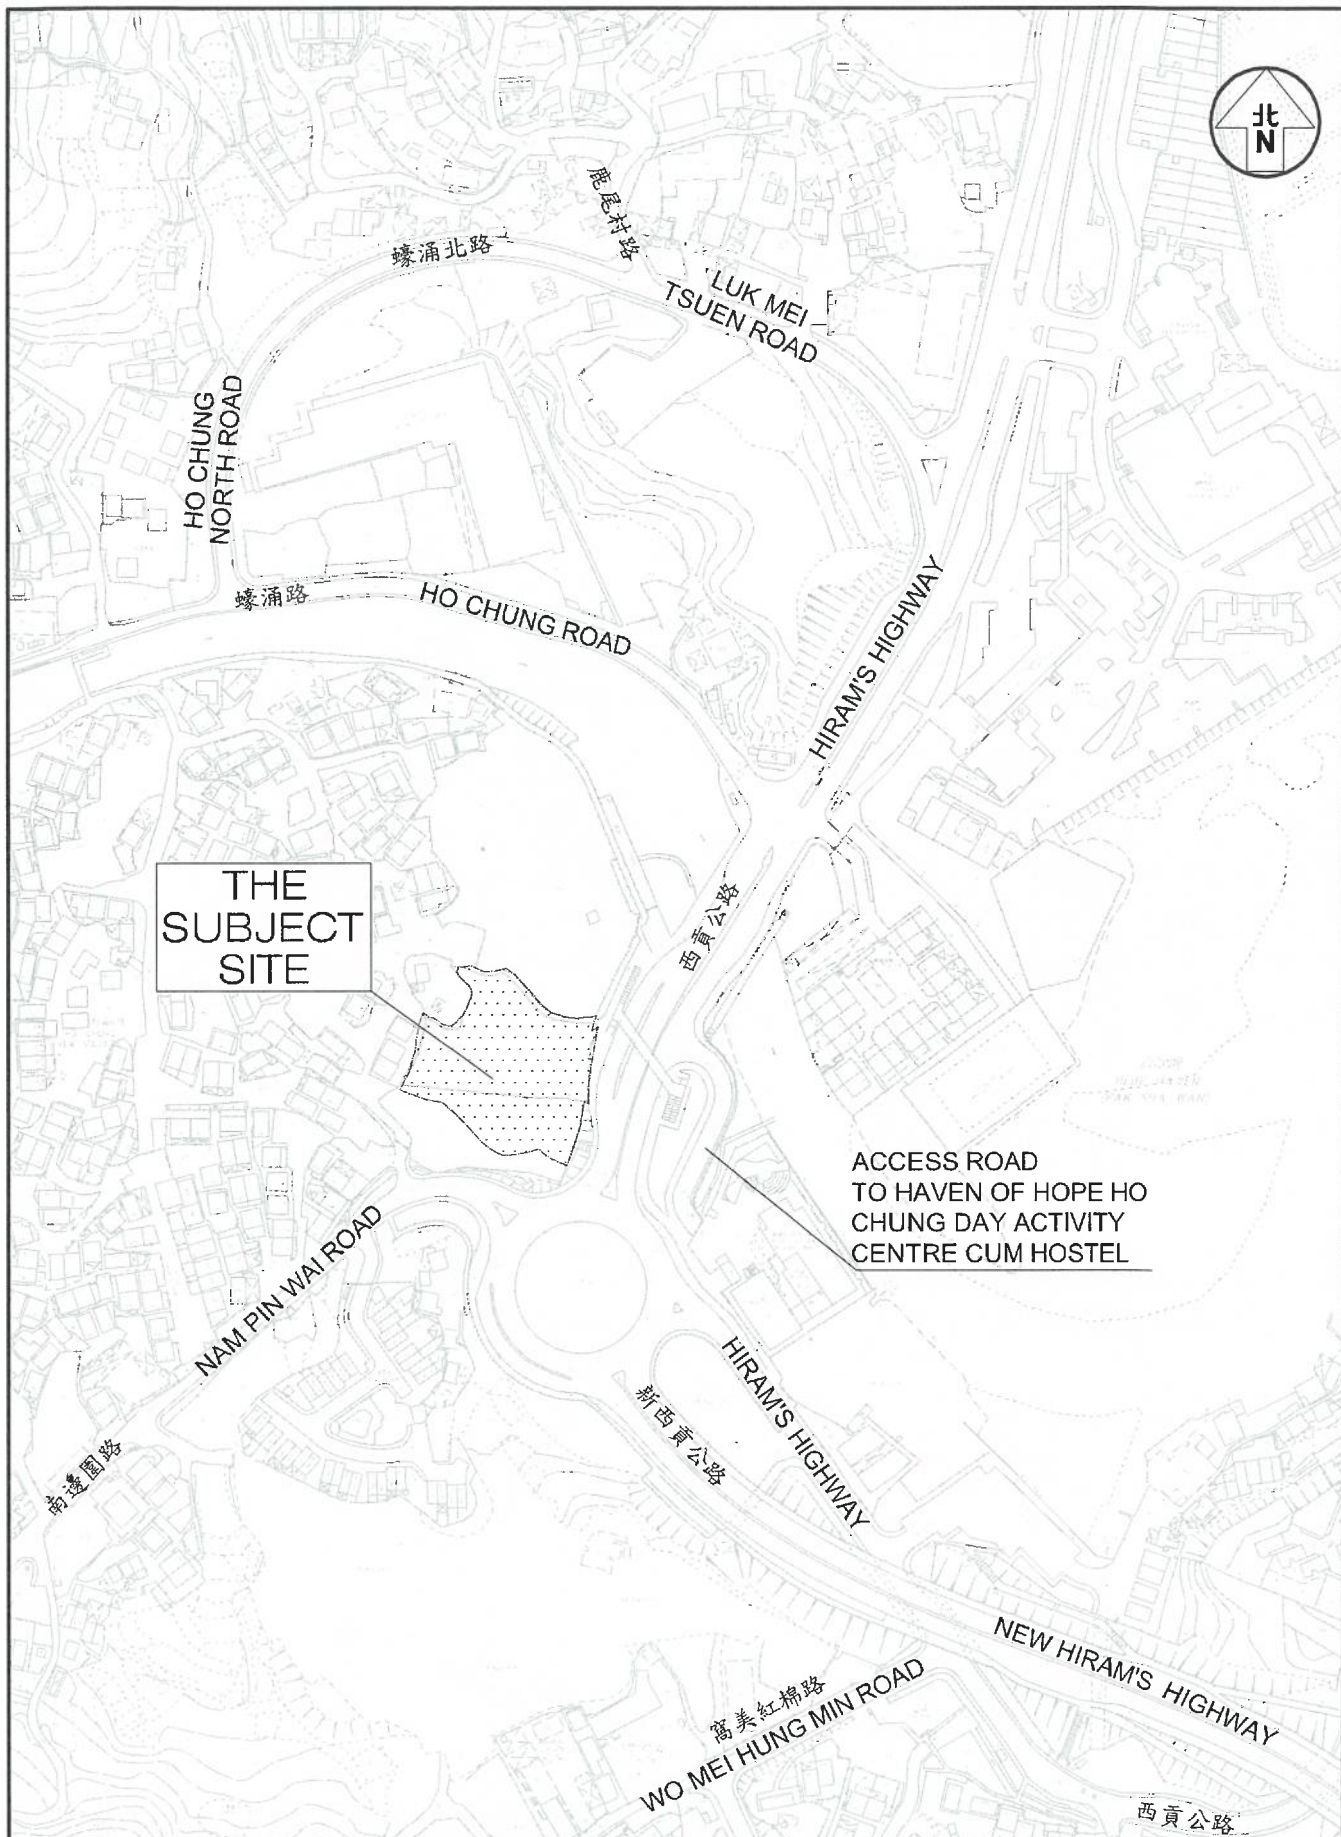 北
N
鹿尾村路
蠔涌北路
LUK MEI
TSUEN ROAD
HO CHUNG
NORTH ROAD
蠔涌路
HO CHUNG ROAD
HIRAM'S HIGHWAY
THE
SUBJECT
SITE
西貢公路
ACCESS ROAD
TO HAVEN OF HOPE HO
CHUNG DAY ACTIVITY
CENTRE CUM HOSTEL
NAM PIN WAI ROAD
南邊圍路
HIRAM'S HIGHWAY
新西貢公路
NEW HIRAM'S HIGHWAY
窩美紅棉路
WO MEI HUNG MIN ROAD
西貢公路